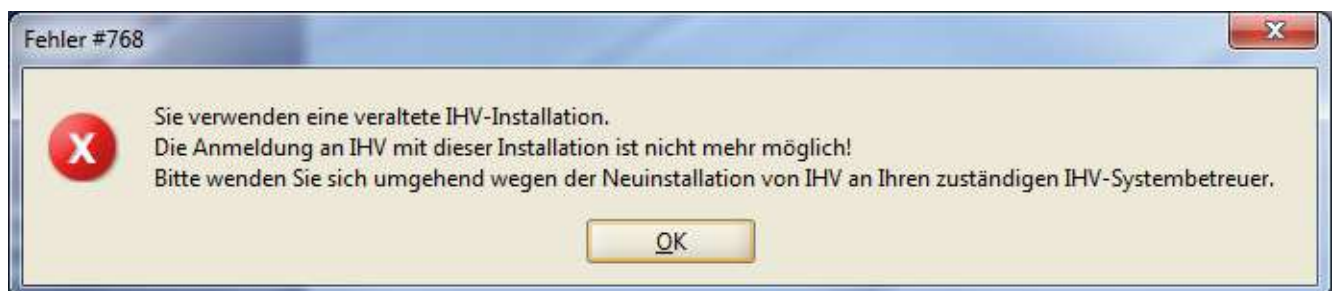 Fehler #768
Sie verwenden eine veraltete IHV-Installation.
Die Anmeldung an IHV mit dieser Installation ist nicht mehr möglich!
Bitte wenden Sie sich umgehend wegen der Neuinstallation von IHV an Ihren zuständigen IHV-Systembetreuer.
OK